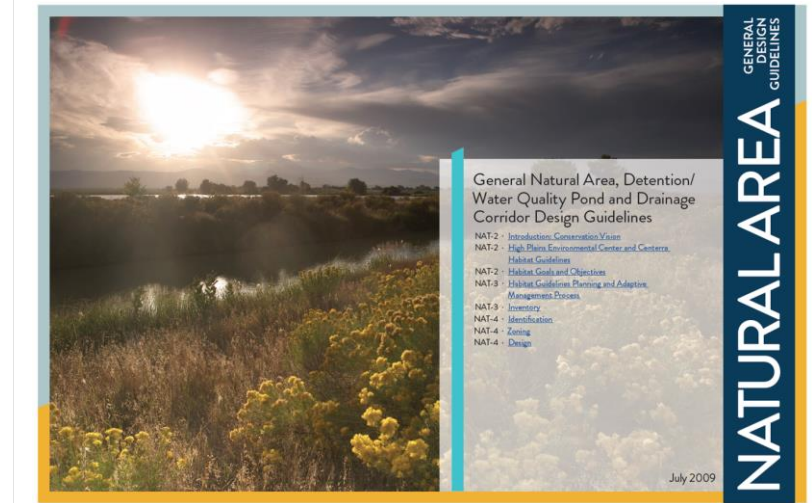 General Natural Area, Detention/
Water Quality Pond and Drainage
Corridor Design Guidelines
NAT-2 - Introduction: Conservation Vision
NAT-2 - High Plains Environmental Center and Centerra
Habitat Guidelines
NAT-2 - Habitat Goals and Objectives
NAT-3 - Habitat Guidelines Planning and Adaptive
Management Process
NAT-3 - Inventory
NAT-4 - Identification
NAT-4 - Zoning
NAT-4 - Design
July 2009
NATURAL AREA
GENERAL
DESIGN
GUIDELINES